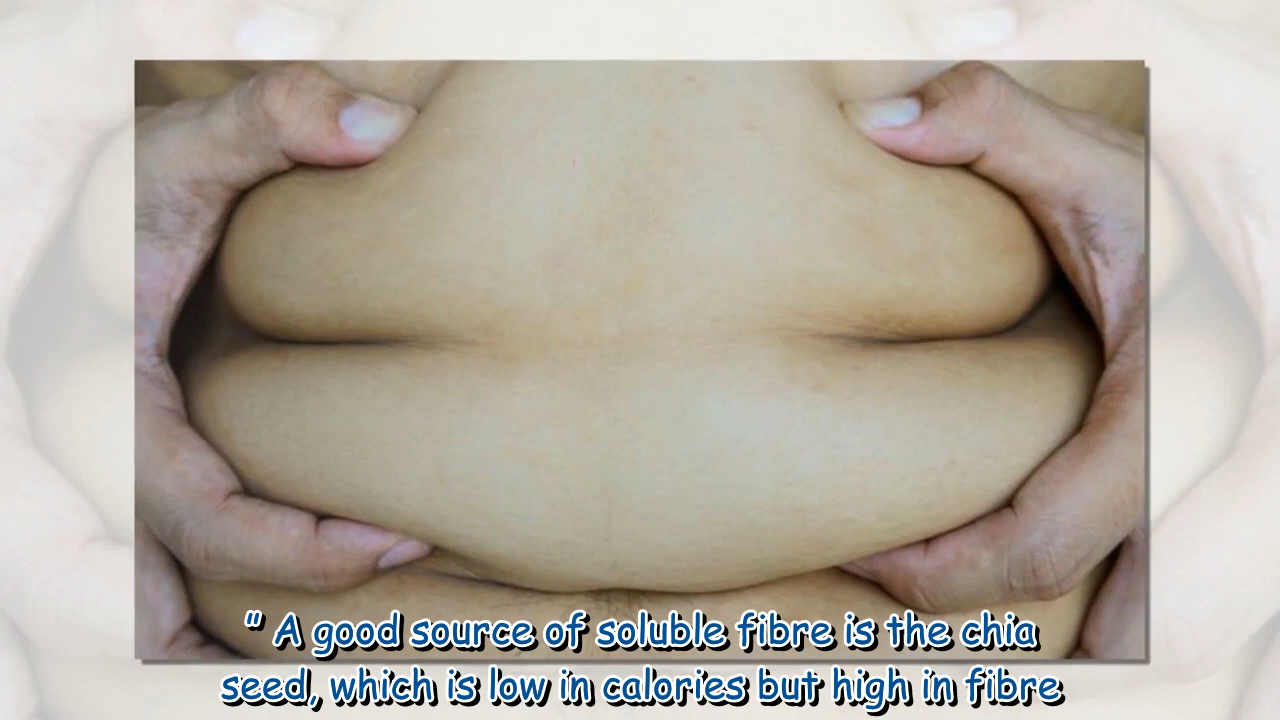 " A good source of soluble fibre is the chia
seed, which is low in calories but high in fibre